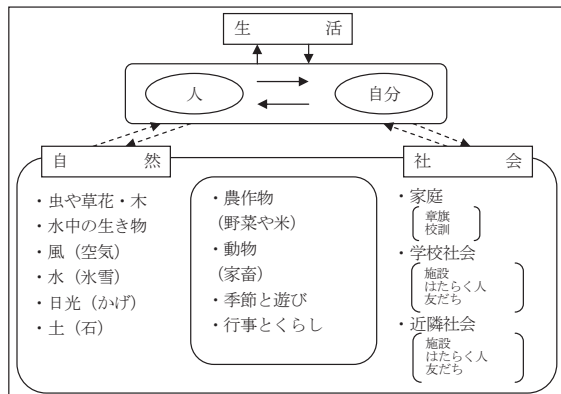 生　活
人
自分
自　然
社　会
・虫や草花・木
・水中の生き物
・風（空気）
・水（氷雪）
・日光（かげ）
・土（石）
・農作物
（野菜や米）
・動物
（家畜）
・季節と遊び
・行事とくらし
・家庭
章旗
校訓
・学校社会
施設
はたらく人
友だち
・近隣社会
施設
はたらく人
友だち